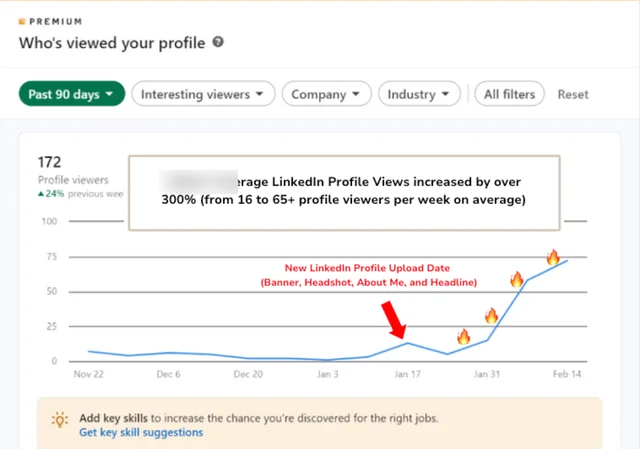 PREMIUM
Who's viewed your profile ?
Past 90 days
Interesting viewers
Company
Industry
All filters
Reset
172
Profile viewers
▲24% previous wee
LinkedIn Profile Views increased by over
300% (from 16 to 65+ profile viewers per week on average)
100
75
50
25
0
New LinkedIn Profile Upload Date
(Banner, Headshot, About Me, and Headline)
Nov 22
Dec 6
Dec 20
Jan 3
Jan 17
Jan 31
Feb 14
Add key skills to increase the chance you're discovered for the right jobs.
Get key skill suggestions